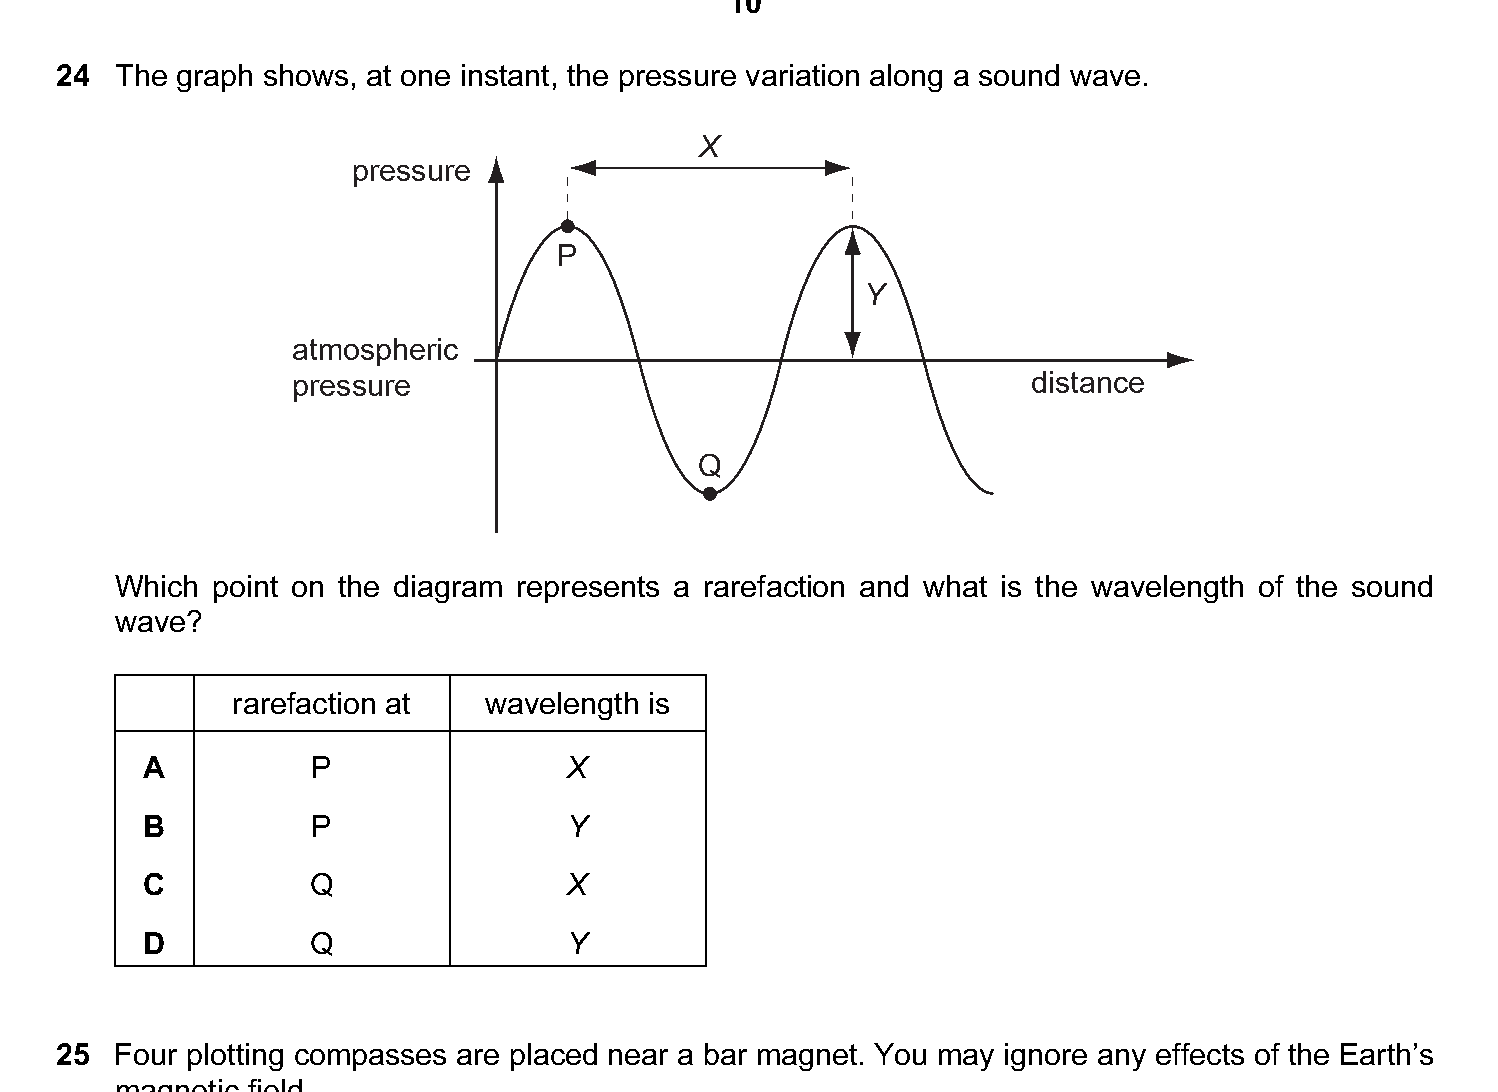 10
24 The graph shows, at one instant, the pressure variation along a sound wave.
X
pressure
P
Y
atmospheric
pressure
distance
Q
Which point on the diagram represents a rarefaction and what is the wavelength of the sound
wave?
rarefaction at wavelength is
A P X
B P Y
C Q X
D Q Y
25 Four plotting compasses are placed near a bar magnet. You may ignore any effects of the Earth’s
magnetic field.